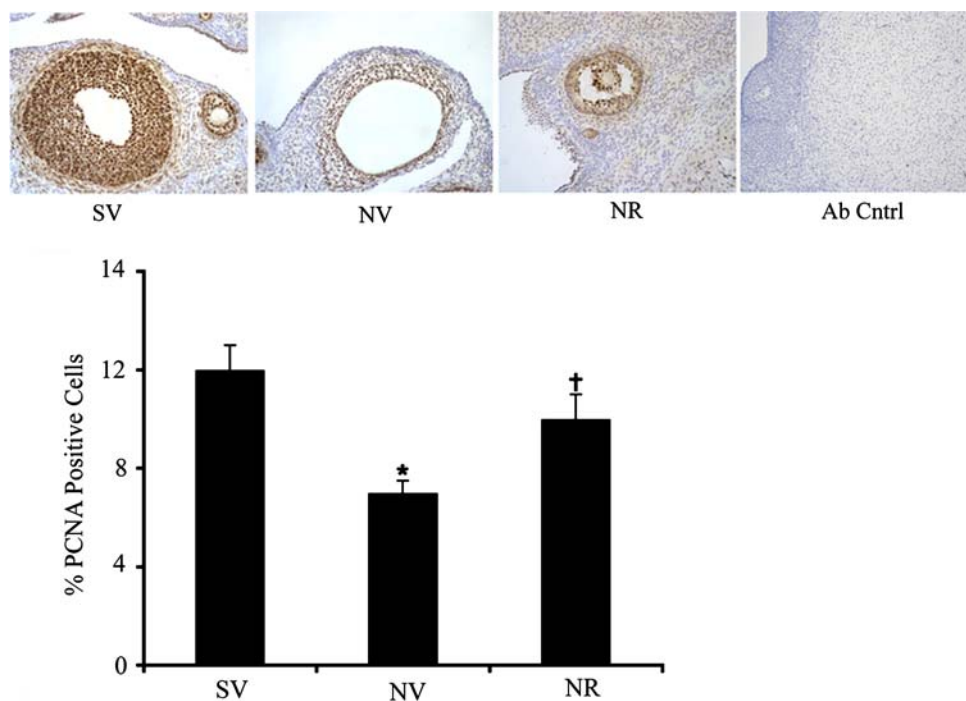 SV
NV
NR
Ab Cntrl
% PCNA Positive Cells
14
12
8
4
0
*
†
SV
NV
NR